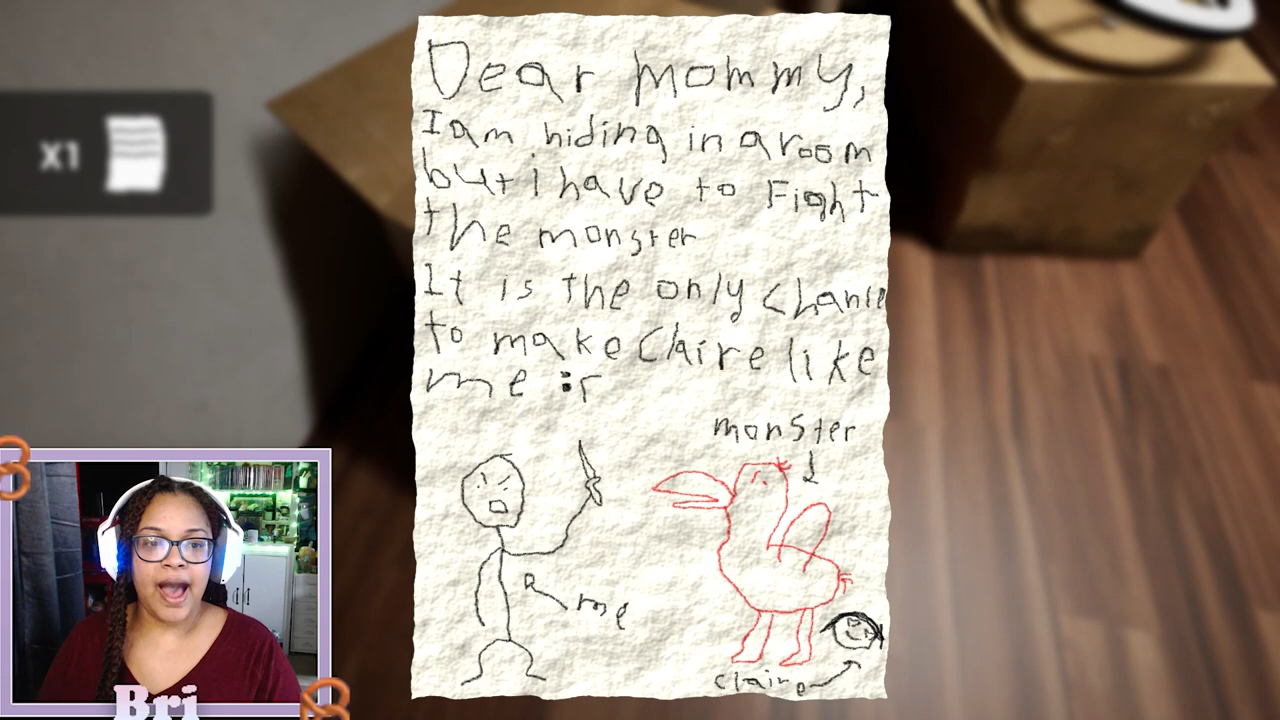 X1
Dear Mommy,
I am hiding in a room
but i have to Fight
the monster
It is the only Chance
to make Claire like
me :r
monster
me
Claire
Bri